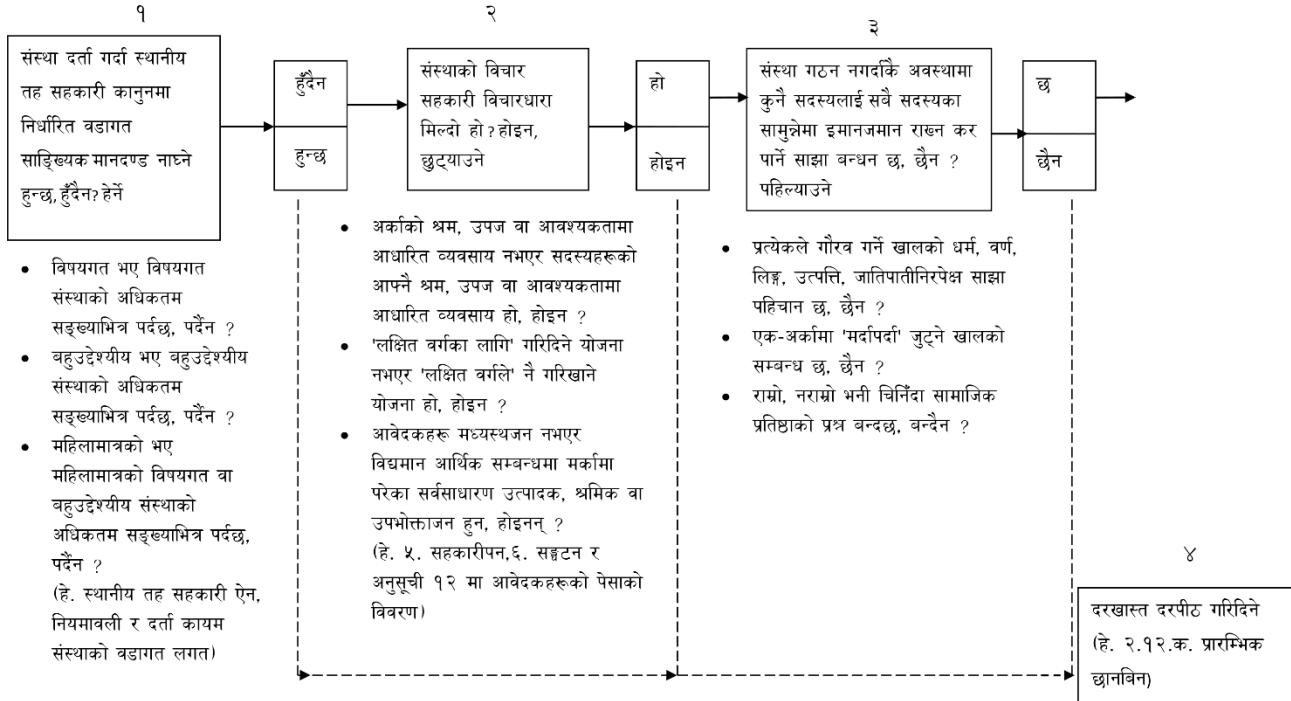 १
संस्था दर्ता गर्दा स्थानीय
तह सहकारी कानुनमा
निर्धारित वडागत
साङ्ख्यिक मानदण्ड नाघ्ने
हुन्छ, हुँदैन? हेर्ने
हुँदैन
हुन्छ
• विषयगत भए विषयगत
संस्थाको अधिकतम
सङ्ख्याभित्र पर्दछ, पर्दैन ?
• बहुउद्देश्यीय भए बहुउद्देश्यीय
संस्थाको अधिकतम
सङ्ख्याभित्र पर्दछ, पर्दैन ?
• महिलामात्रको भए
महिलामात्रको विषयगत वा
बहुउद्देश्यीय संस्थाको
अधिकतम सङ्ख्याभित्र पर्दछ,
पर्दैन ?
(हे. स्थानीय तह सहकारी ऐन,
नियमावली र दर्ता कायम
संस्थाको वडागत लगत)
२
संस्थाको विचार
सहकारी विचारधारा
मिल्दो हो ? होइन,
छुट्याउने
हो
होइन
• अर्काको श्रम, उपज वा आवश्यकतामा
आधारित व्यवसाय नभएर सदस्यहरूको
आफ्नै श्रम, उपज वा आवश्यकतामा
आधारित व्यवसाय हो, होइन ?
• 'लक्षित वर्गका लागि' गरिदिने योजना
नभएर 'लक्षित वर्गले' नै गरिखाने
योजना हो, होइन ?
• आवेदकहरू मध्यस्थजन नभएर
विद्यमान आर्थिक सम्बन्धमा मर्कामा
परेका सर्वसाधारण उत्पादक, श्रमिक वा
उपभोक्ताजन हुन, होइनन् ?
(हे. ५. सहकारीपन,६. सङ्गटन र
अनुसूची १२ मा आवेदकहरूको पेसाको
विवरण)
३
संस्था गठन नगर्दाकै अवस्थामा
कुनै सदस्यलाई सबै सदस्यका
सामुन्नेमा इमानजमान राख्न कर
पार्ने साझा बन्धन छ, छैन ?
पहिल्याउने
छ
छैन
• प्रत्येकले गौरव गर्ने खालको धर्म, वर्ण,
लिङ्ग, उत्पत्ति, जातिपातीनिरपेक्ष साझा
पहिचान छ, छैन ?
• एक-अर्कामा 'मर्दापर्दा' जुट्ने खालको
सम्बन्ध छ, छैन ?
• राम्रो, नराम्रो भनी चिनिँदा सामाजिक
प्रतिष्ठाको प्रश्न बन्दछ, बन्दैन ?
४
दरखास्त दरपीठ गरिदिने
(हे. २.१२.क. प्रारम्भिक
छानबिन)